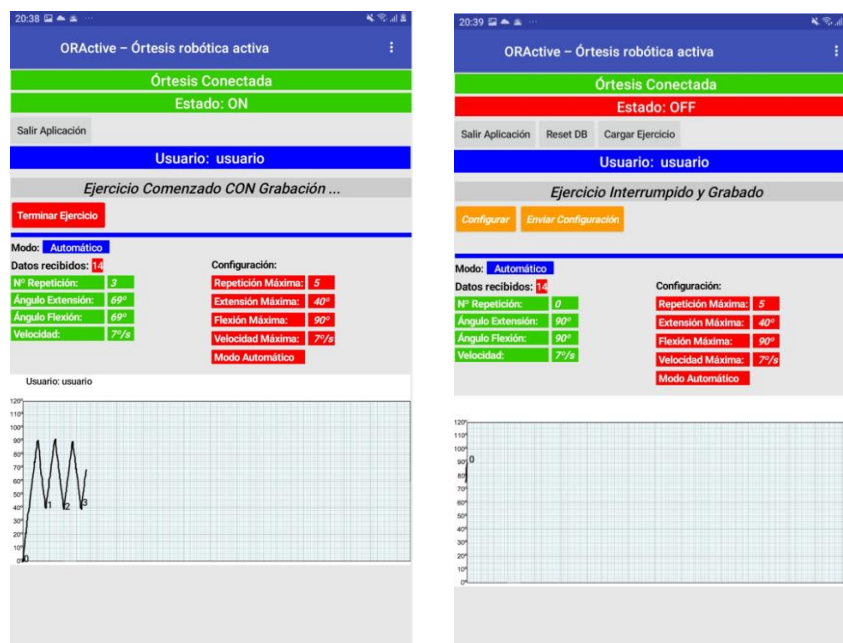 20:38
ORActive – Órtesis robótica activa
Órtesis Conectada
Estado: ON
Salir Aplicación
Usuario: usuario
Ejercicio Comenzado CON Grabación ...
Terminar Ejercicio
Modo: Automático
Datos recibidos: 14
Configuración:
Nº Repetición: 3
Repetición Máxima: 5
Ángulo Extensión: 69º
Extensión Máxima: 40º
Ángulo Flexión: 69º
Flexión Máxima: 90º
Velocidad: 7º/s
Velocidad Máxima: 7º/s
Modo Automático
Usuario: usuario
120º
110º
100º
90º
80º
70º
60º
50º
40º
30º
20º
10º
0º
0
1
2
3
20:39
ORActive – Órtesis robótica activa
Órtesis Conectada
Estado: OFF
Salir Aplicación Reset DB Cargar Ejercicio
Usuario: usuario
Ejercicio Interrumpido y Grabado
Configurar Enviar Configuración
Modo: Automático
Datos recibidos: 14
Configuración:
Nº Repetición: 0
Repetición Máxima: 5
Ángulo Extensión: 90º
Extensión Máxima: 40º
Ángulo Flexión: 90º
Flexión Máxima: 90º
Velocidad: 7º/s
Velocidad Máxima: 7º/s
Modo Automático
120º
110º
100º
90º
80º
70º
60º
50º
40º
30º
20º
10º
0º
0